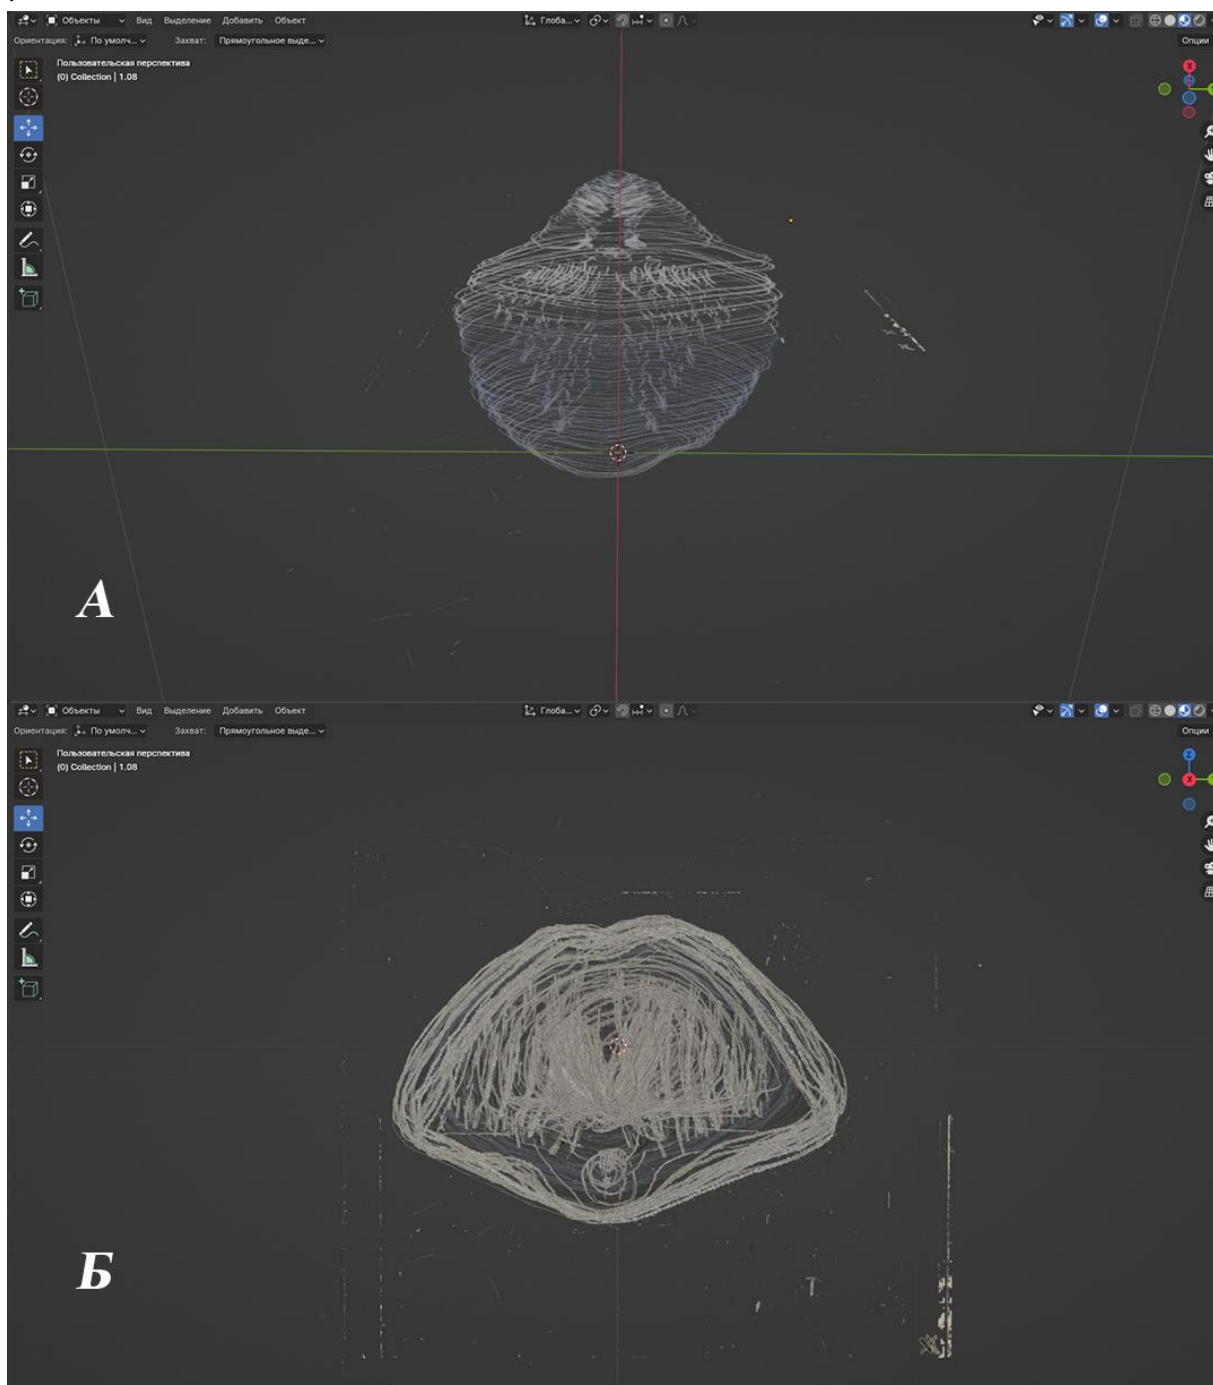 Объекты Вид Выделение Добавить Объект Глоба...
Ориентация: По умолч... Захват: Прямоугольное выде... Опции
Пользовательская перспектива
(0) Collection | 1.08
X
А
Объекты Вид Выделение Добавить Объект Глоба...
Ориентация: По умолч... Захват: Прямоугольное выде... Опции
Пользовательская перспектива
(0) Collection | 1.08
Z
X
Б